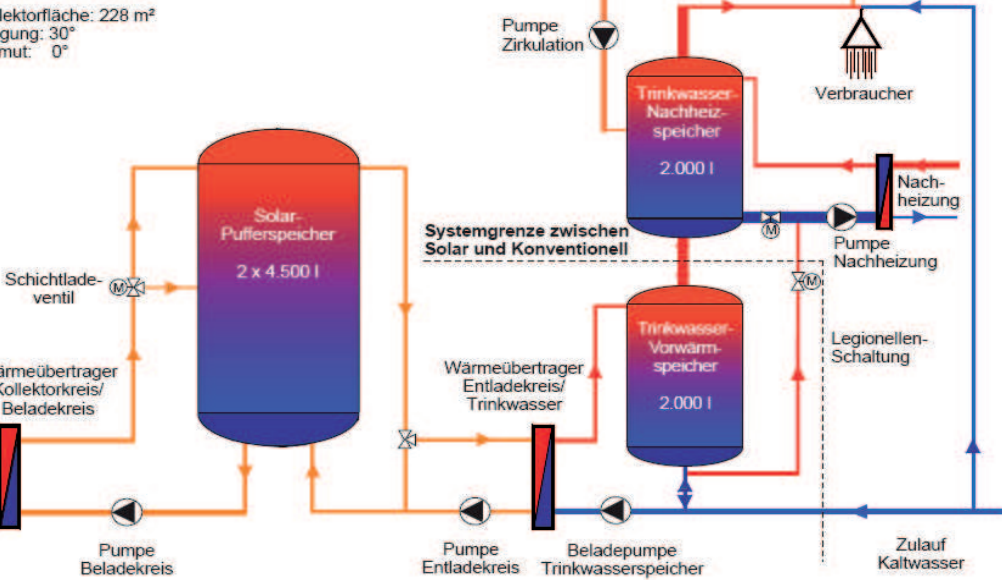 lektorfläche: 228 m²
gung: 30°
mut: 0°
Pumpe
Zirkulation
Verbraucher
Trinkwasser-
Nachheiz-
speicher
2.000 l
Nach-
heizung
Solar-
Pufferspeicher
2 x 4.500 l
Systemgrenze zwischen
Solar und Konventionell
M
Pumpe
Nachheizung
Schichtlade-
ventil
M
M
Trinkwasser-
Vorwärm-
speicher
2.000 l
Legionellen-
Schaltung
ärmeübertrager
Kollektorkreis/
Beladekreis
Wärmeübertrager
Entladekreis/
Trinkwasser
Pumpe
Beladekreis
Pumpe
Entladekreis
Beladepumpe
Trinkwasserspeicher
Zulauf
Kaltwasser